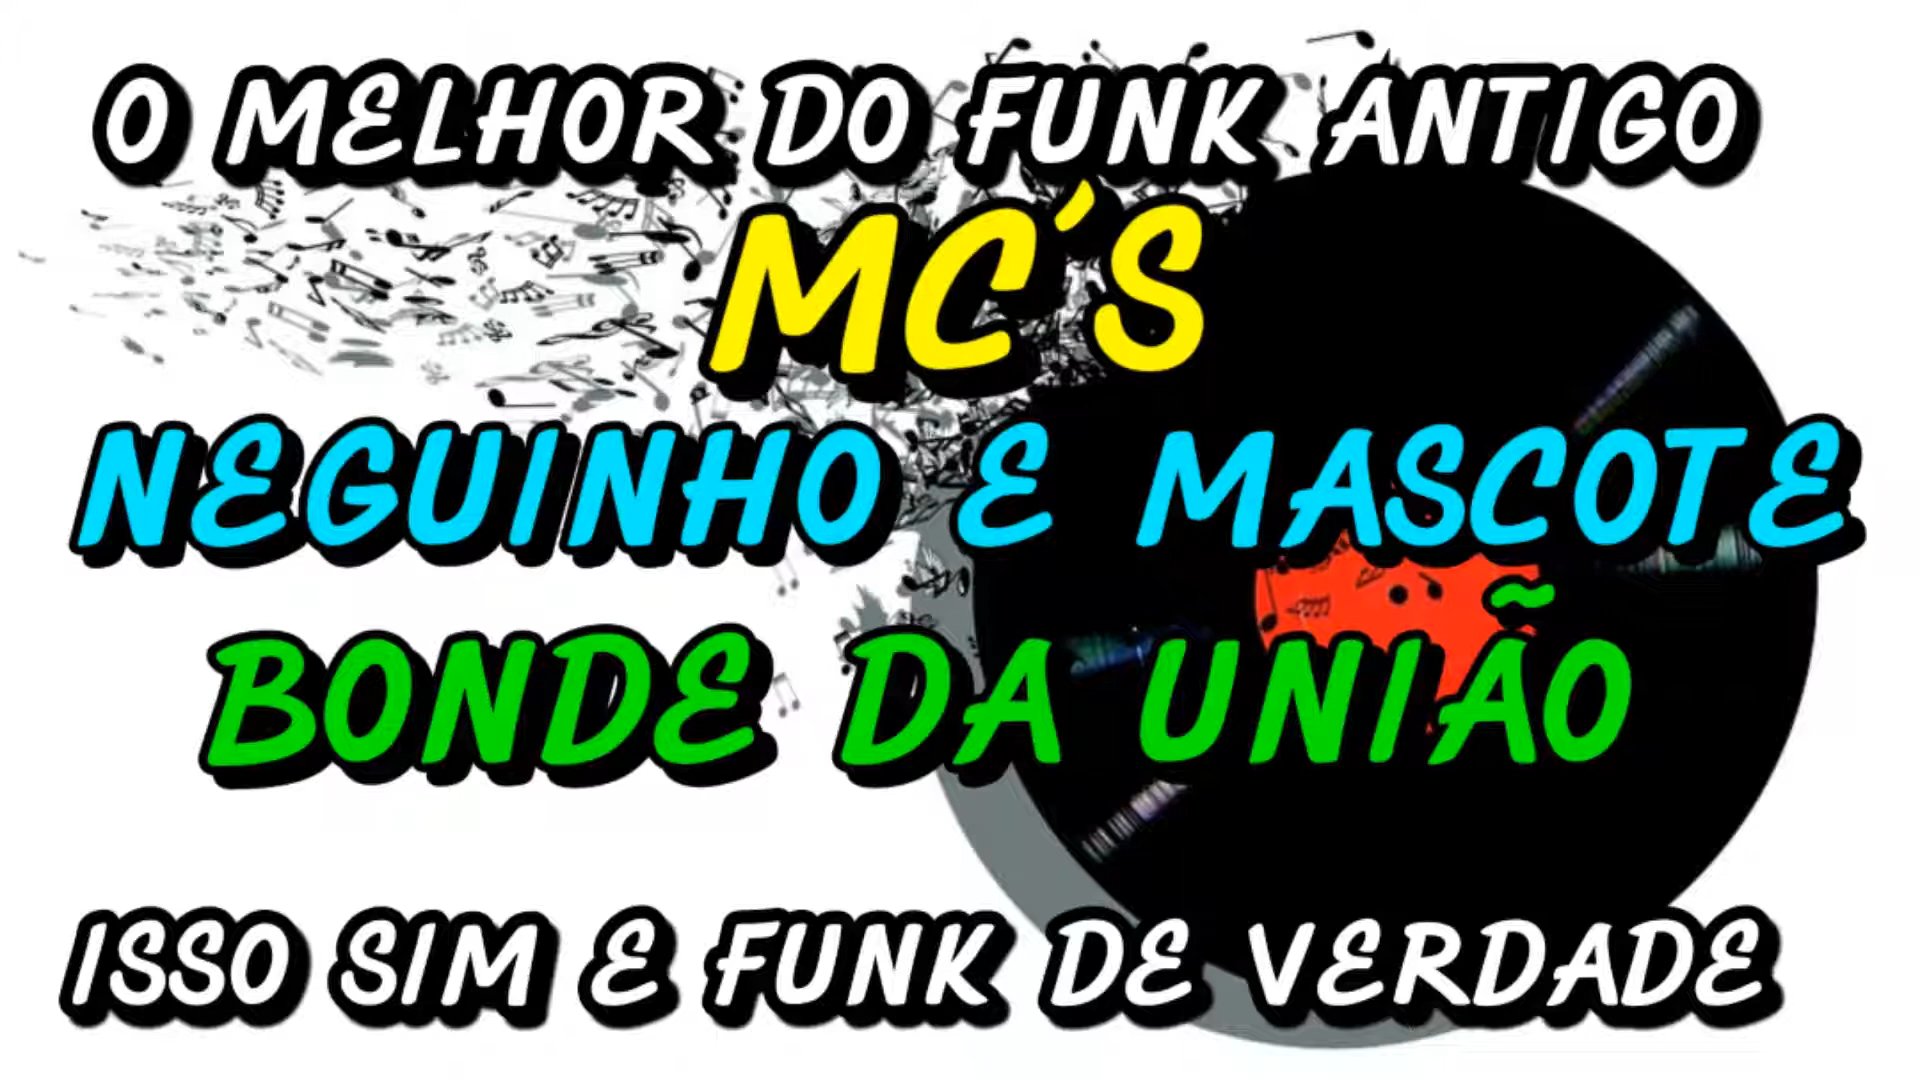 O MELHOR DO FUNK ANTIGO
MC'S
NEGUINHO E MASCOTE
BONDE DA UNIÃO
ISSO SIM E FUNK DE VERDADE